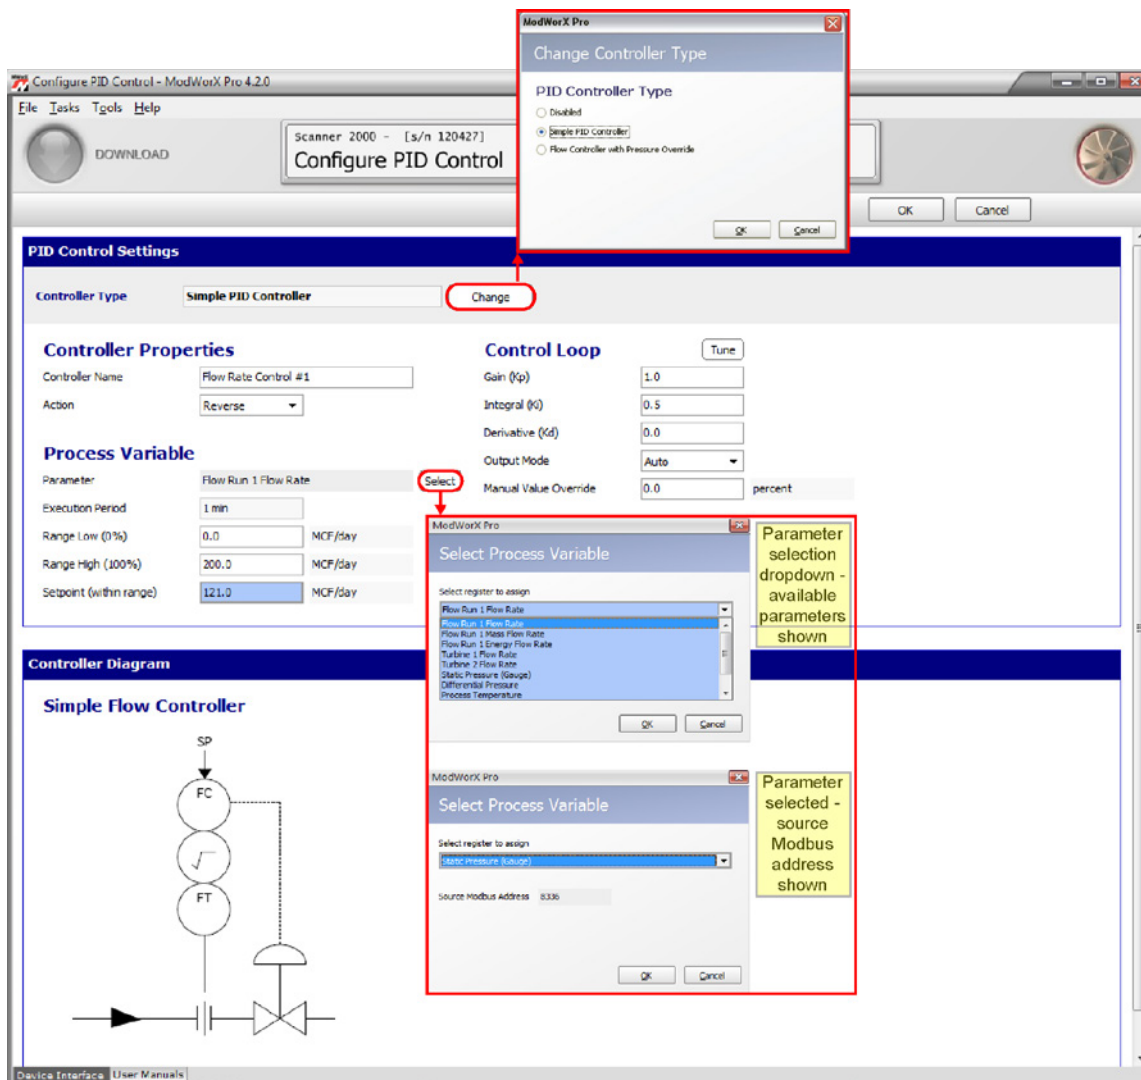 ModWorX Pro
Change Controller Type
PID Controller Type
Disabled
Simple PID Controller
Flow Controller with Pressure Override
OK Cancel
Configure PID Control - ModWorX Pro 4.2.0
File Tasks Tools Help
DOWNLOAD
Scanner 2000 - [s/n 120427]
Configure PID Control
OK Cancel
PID Control Settings
Controller Type Simple PID Controller Change
Controller Properties
Controller Name Flow Rate Control #1
Action Reverse
Control Loop Tune
Gain (Kp) 1.0
Integral (Ki) 0.5
Derivative (Kd) 0.0
Output Mode Auto
Manual Value Override 0.0 percent
Process Variable
Parameter Flow Run 1 Flow Rate Select
Execution Period 1 min
Range Low (0%) 0.0 MCF/day
Range High (100%) 200.0 MCF/day
Setpoint (within range) 121.0 MCF/day
ModWorX Pro
Select Process Variable
Select register to assign
Flow Run 1 Flow Rate
Flow Run 1 Flow Rate
Flow Run 1 Mass Flow Rate
Flow Run 1 Energy Flow Rate
Turbine 1 Flow Rate
Turbine 2 Flow Rate
Static Pressure (Gauge)
Differential Pressure
Process Temperature
OK Cancel
Parameter
selection
dropdown -
available
parameters
shown
Controller Diagram
Simple Flow Controller
SP
FC
√
FT
ModWorX Pro
Select Process Variable
Select register to assign
Static Pressure (Gauge)
Source Modbus Address 8336
OK Cancel
Parameter
selected -
source
Modbus
address
shown
Device Interface User Manuals